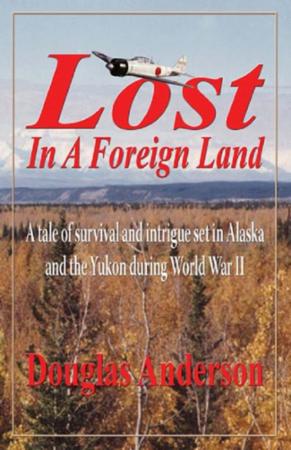 Lost
In A Foreign Land
A tale of survival and intrigue set in Alaska
and the Yukon during World War II
Douglas Anderson